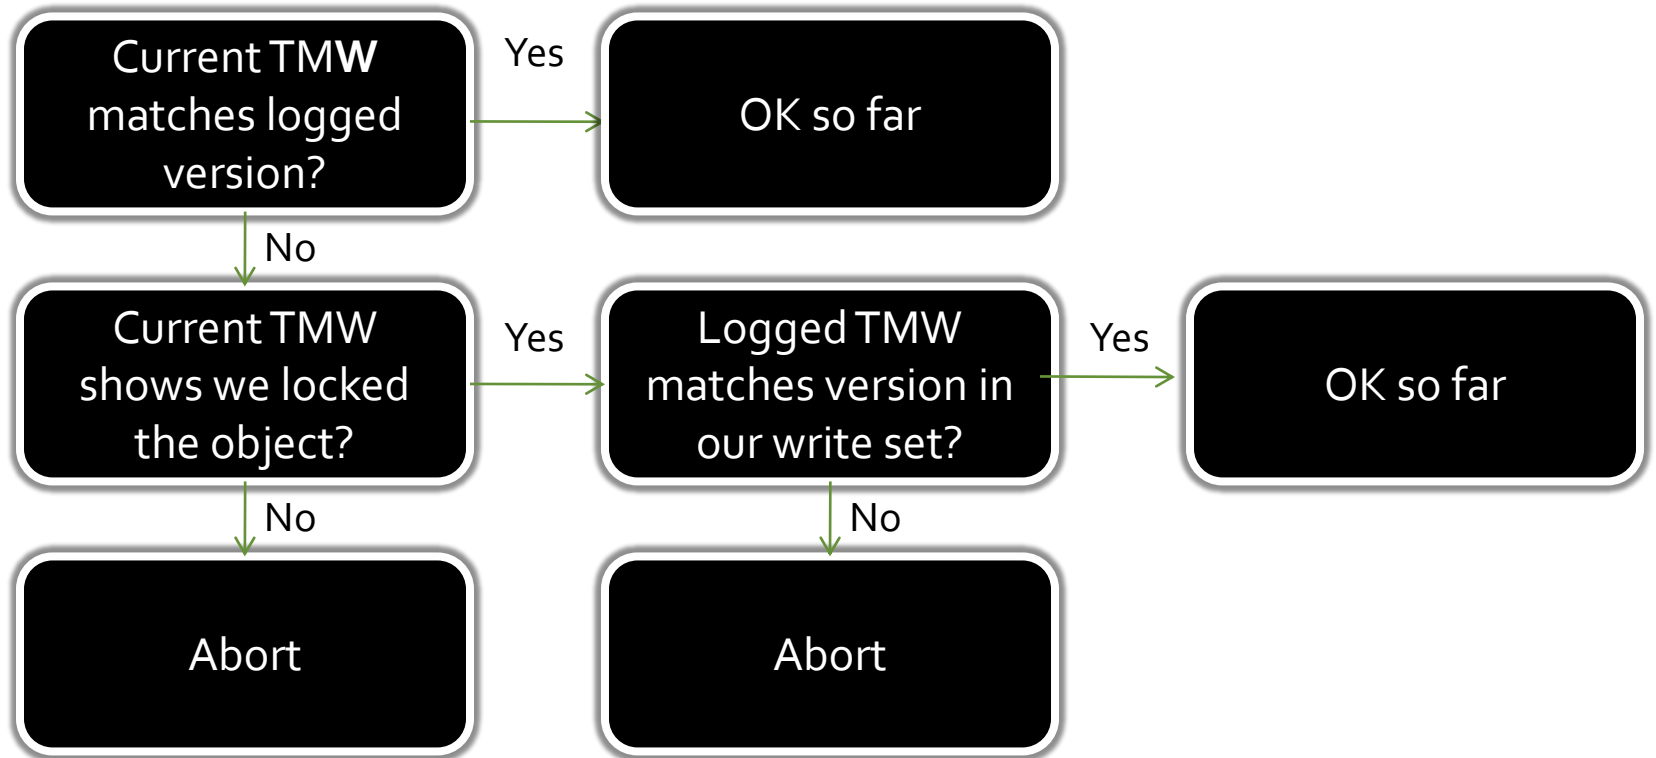 Current TMW
matches logged
version?
Yes
OK so far
No
Current TMW
shows we locked
the object?
Yes
Logged TMW
matches version in
our write set?
Yes
OK so far
No
No
Abort
Abort